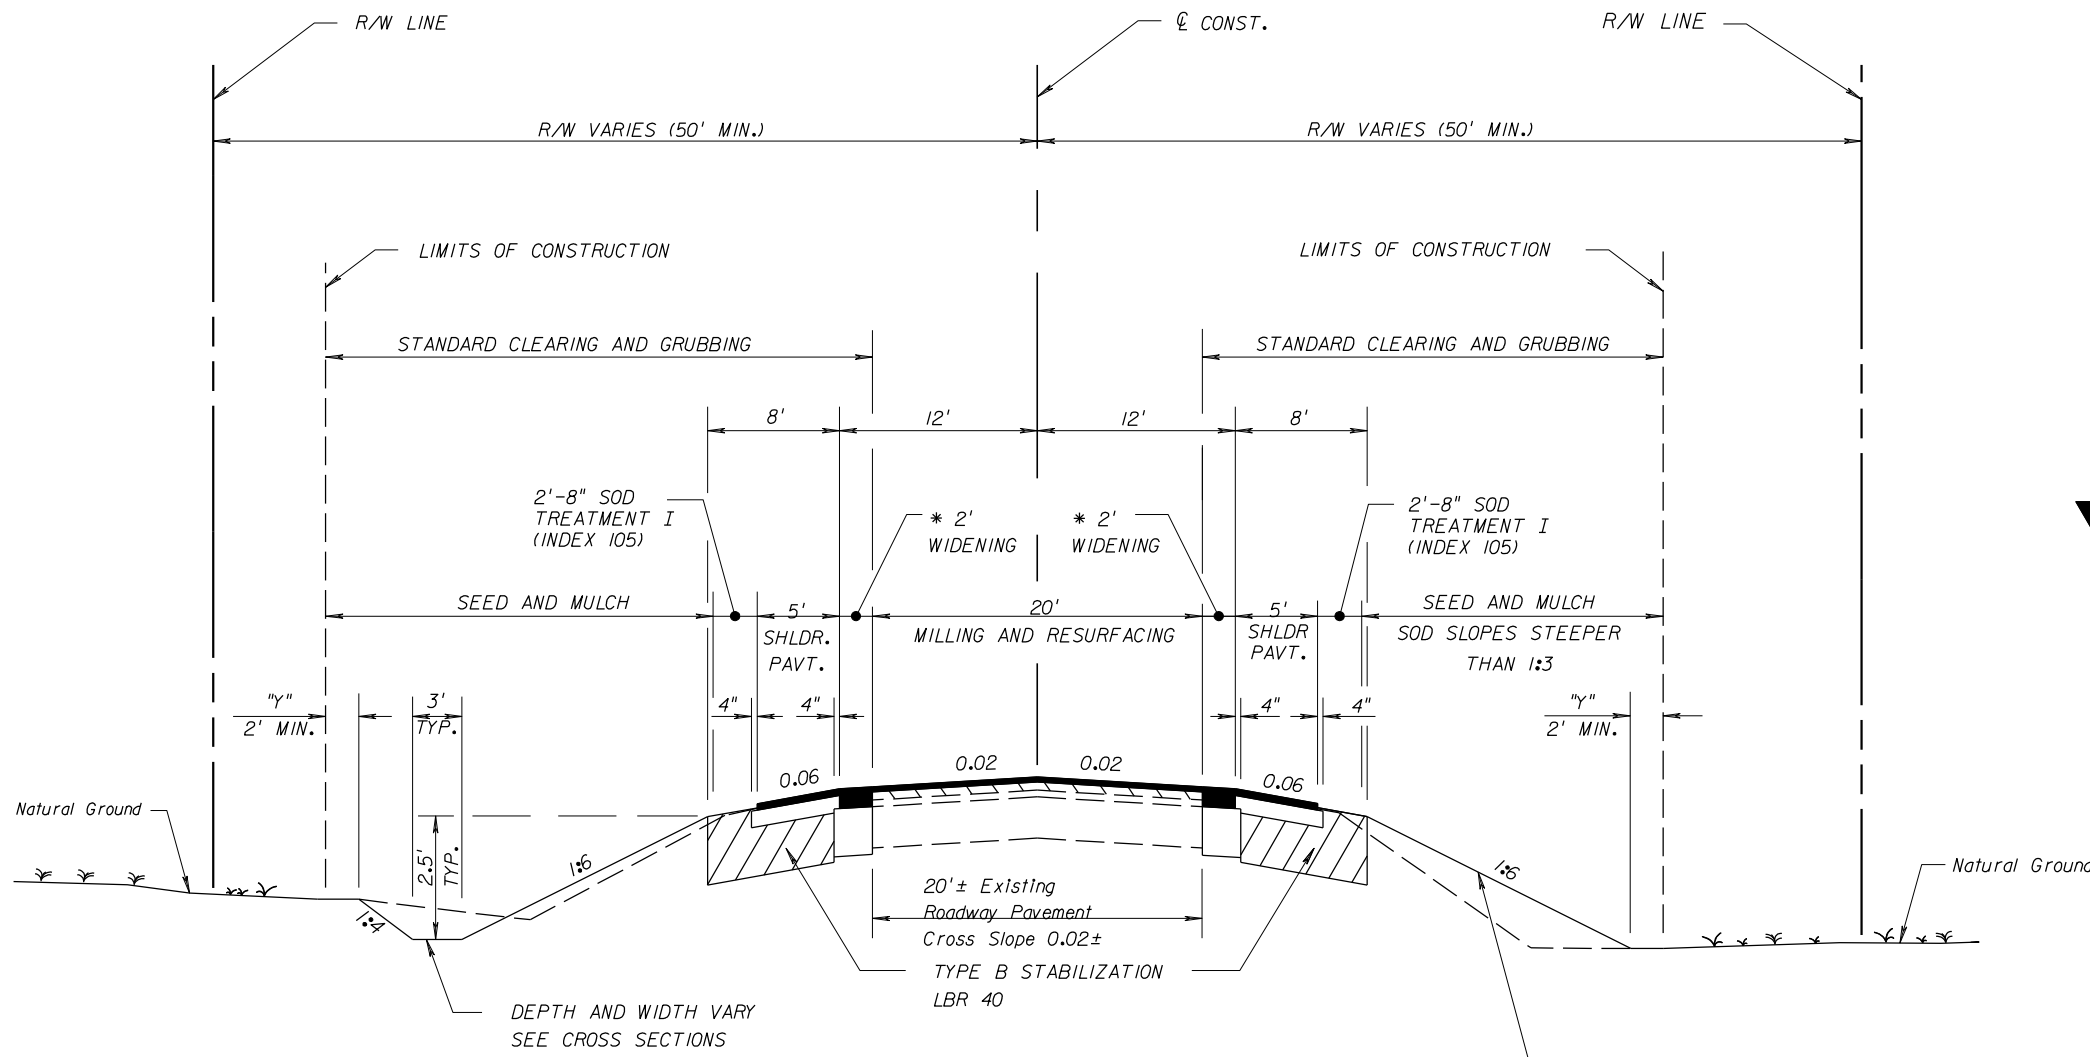 R/W LINE
℄ CONST.
R/W LINE
R/W VARIES (50' MIN.)
R/W VARIES (50' MIN.)
LIMITS OF CONSTRUCTION
LIMITS OF CONSTRUCTION
STANDARD CLEARING AND GRUBBING
STANDARD CLEARING AND GRUBBING
8'
12'
12'
8'
2'-8" SOD
TREATMENT I
(INDEX 105)
* 2'
WIDENING
* 2'
WIDENING
2'-8" SOD
TREATMENT I
(INDEX 105)
SEED AND MULCH
5'
SHLDR.
PAVT.
20'
MILLING AND RESURFACING
5'
SHLDR
PAVT.
SEED AND MULCH
SOD SLOPES STEEPER
THAN 1:3
"Y"
2' MIN.
3'
TYP.
4"
4"
4"
4"
"Y"
2' MIN.
0.06
0.02
0.02
0.06
Natural Ground
2.5'
TYP.
1:6
1:4
1:6
Natural Ground
20'± Existing
Roadway Pavement
Cross Slope 0.02±
TYPE B STABILIZATION
LBR 40
DEPTH AND WIDTH VARY
SEE CROSS SECTIONS